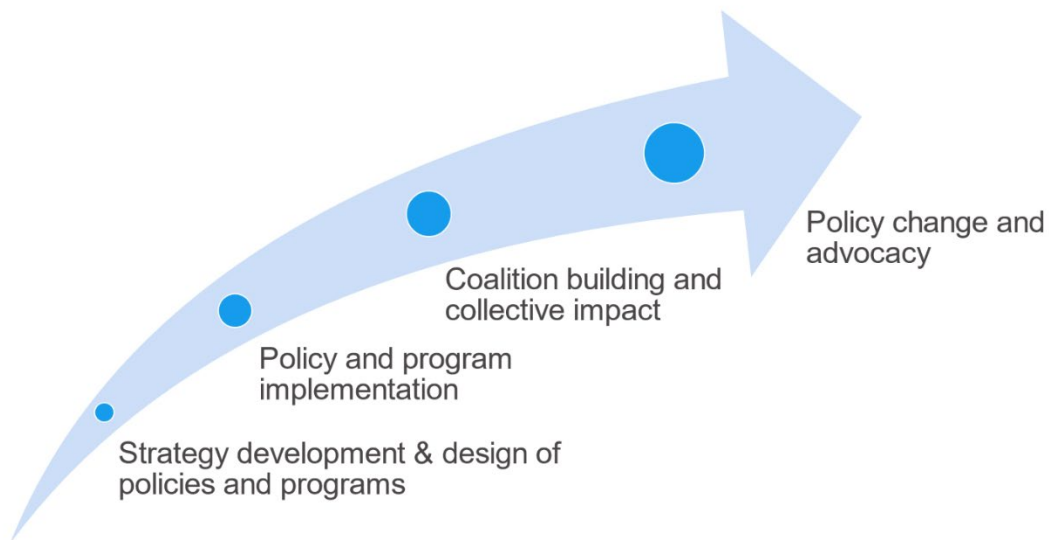 Policy change and
advocacy
Coalition building and
collective impact
Policy and program
implementation
Strategy development & design of
policies and programs